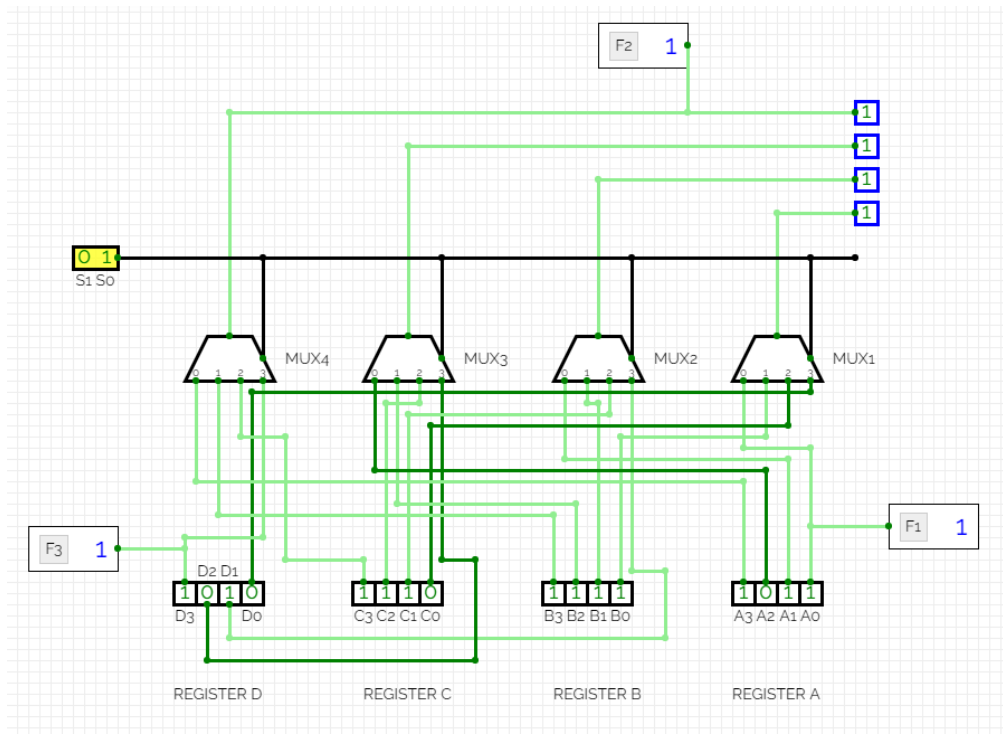 F2 1
1
1
1
1
0 1
S1 S0
MUX4 MUX3 MUX2 MUX1
0 1 2 3 0 1 2 3 0 1 2 3 0 1 2 3
F1 1
F3 1
D2 D1
1 0 1 0 1 1 1 0 1 1 1 1 1 0 1 1
D3 D0 C3 C2 C1 C0 B3 B2 B1 B0 A3 A2 A1 A0
REGISTER D REGISTER C REGISTER B REGISTER A